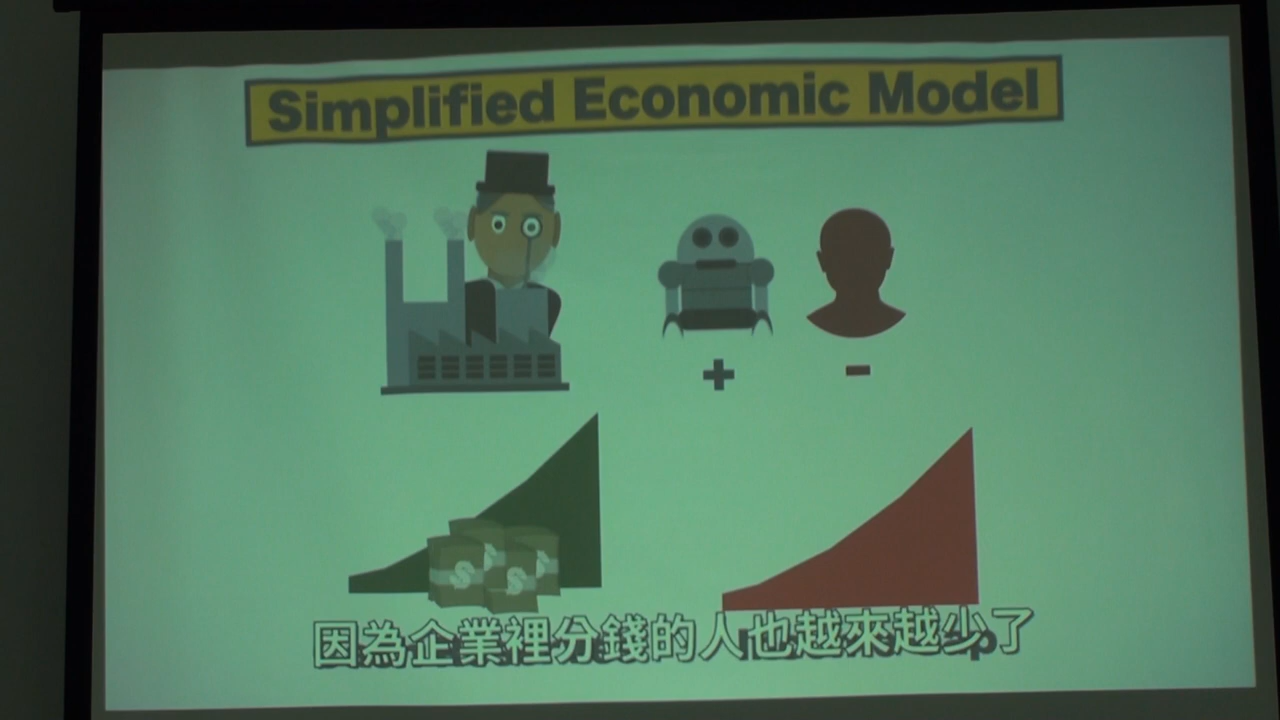 Simplified Economic Model
+
-
$ $ $ $
因為企業裡分錢的人也越來越少了